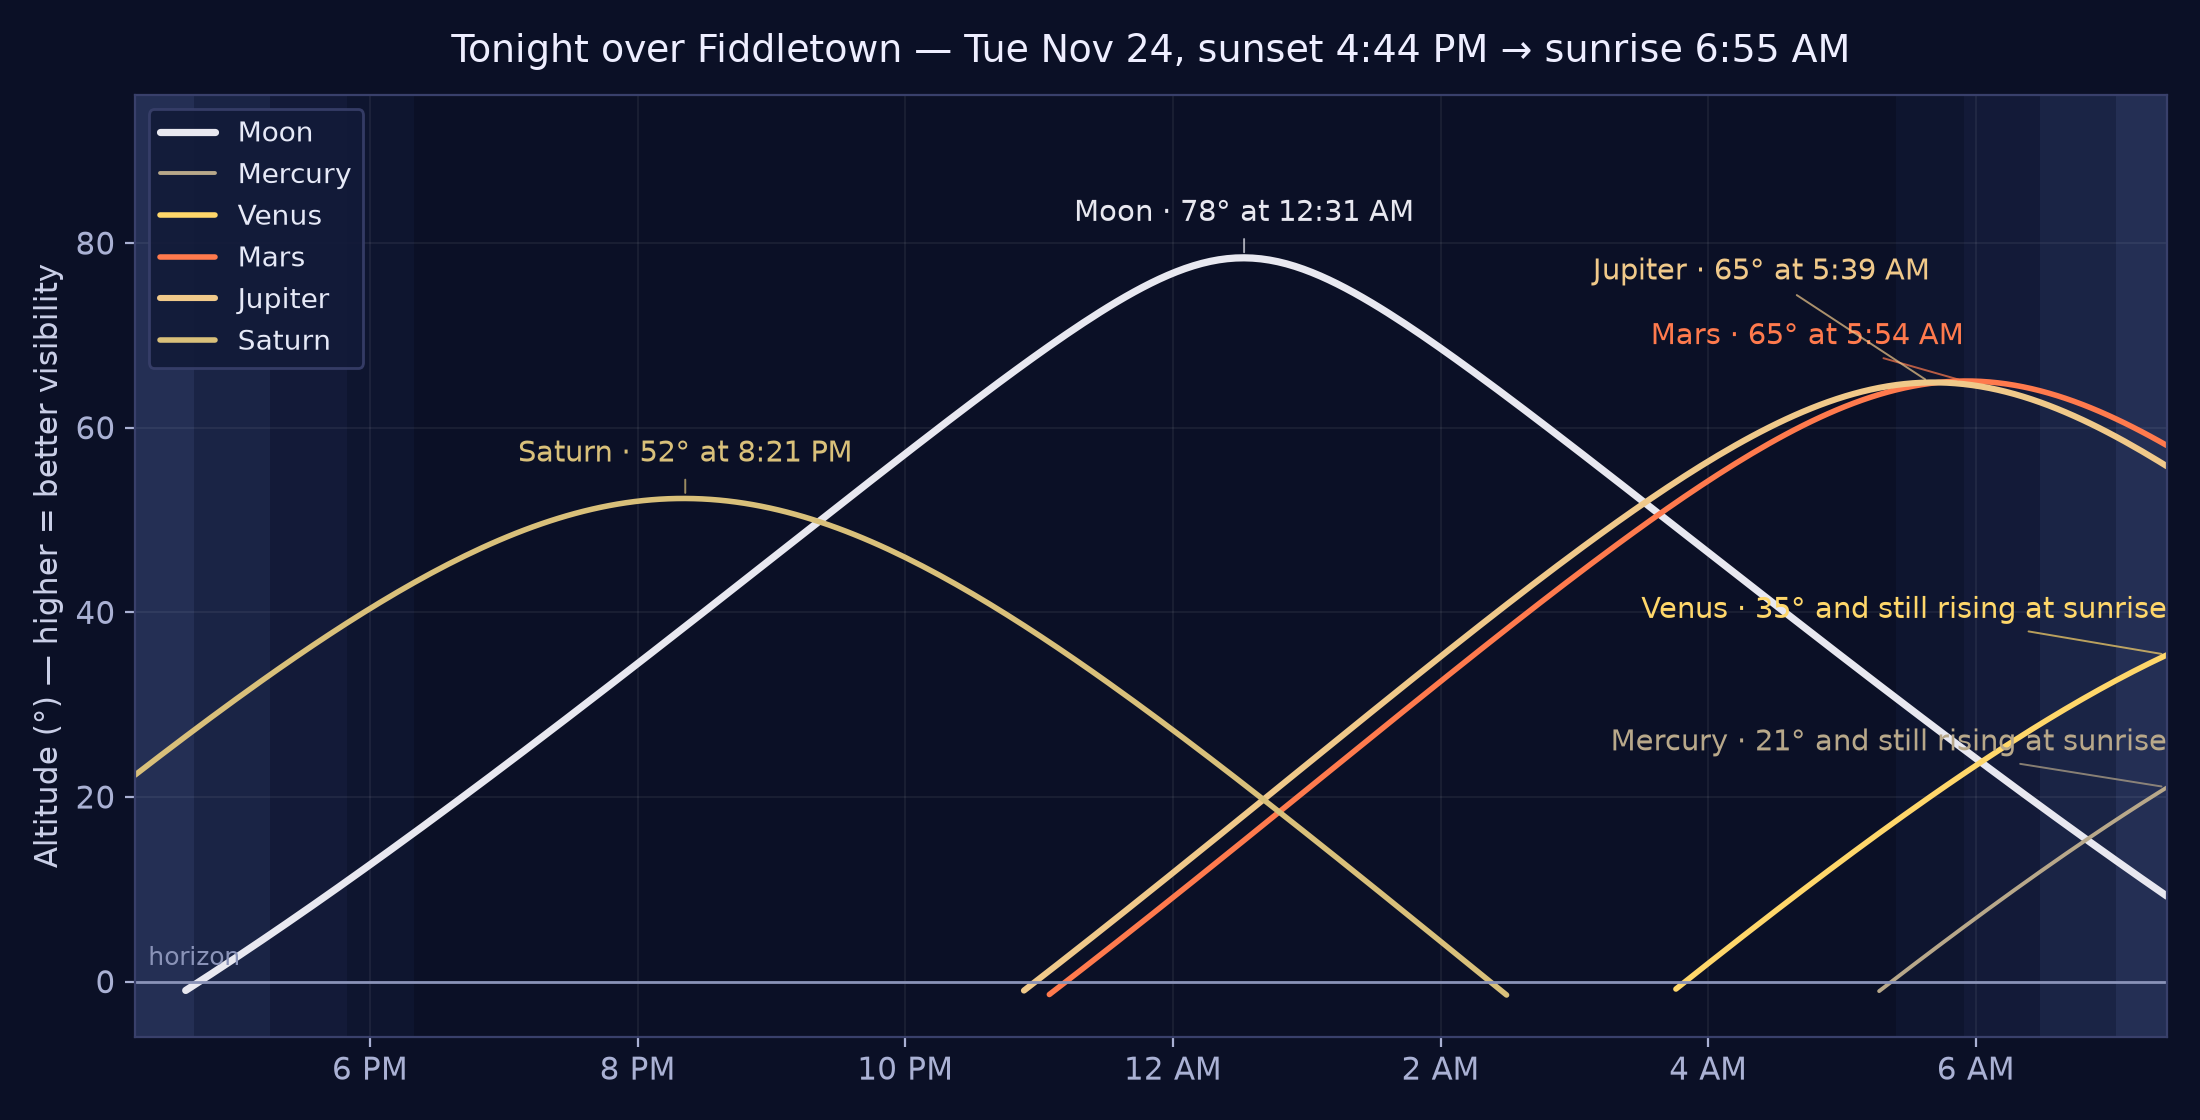 Tonight over Fiddletown — Tue Nov 24, sunset 4:44 PM → sunrise 6:55 AM
Altitude (°) — higher = better visibility
Moon
Mercury
Venus
Mars
Jupiter
Saturn
Moon · 78° at 12:31 AM
Jupiter · 65° at 5:39 AM
Mars · 65° at 5:54 AM
Saturn · 52° at 8:21 PM
Venus · 35° and still rising at sunrise
Mercury · 21° and still rising at sunrise
horizon
80
60
40
20
0
6 PM
8 PM
10 PM
12 AM
2 AM
4 AM
6 AM